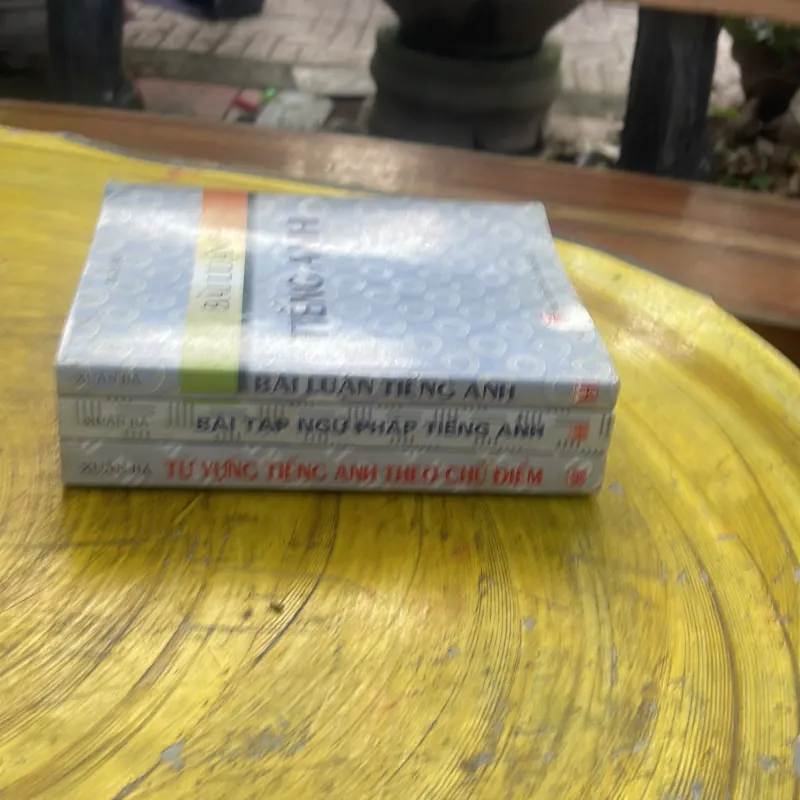 BÀI LUẬN
TIẾNG ANH
XUÂN BÁ
BÀI LUẬN TIẾNG ANH
XUÂN BÁ
BÀI TẬP NGỮ PHÁP TIẾNG ANH
XUÂN BÁ
TỪ VỰNG TIẾNG ANH THEO CHỦ ĐIỂM